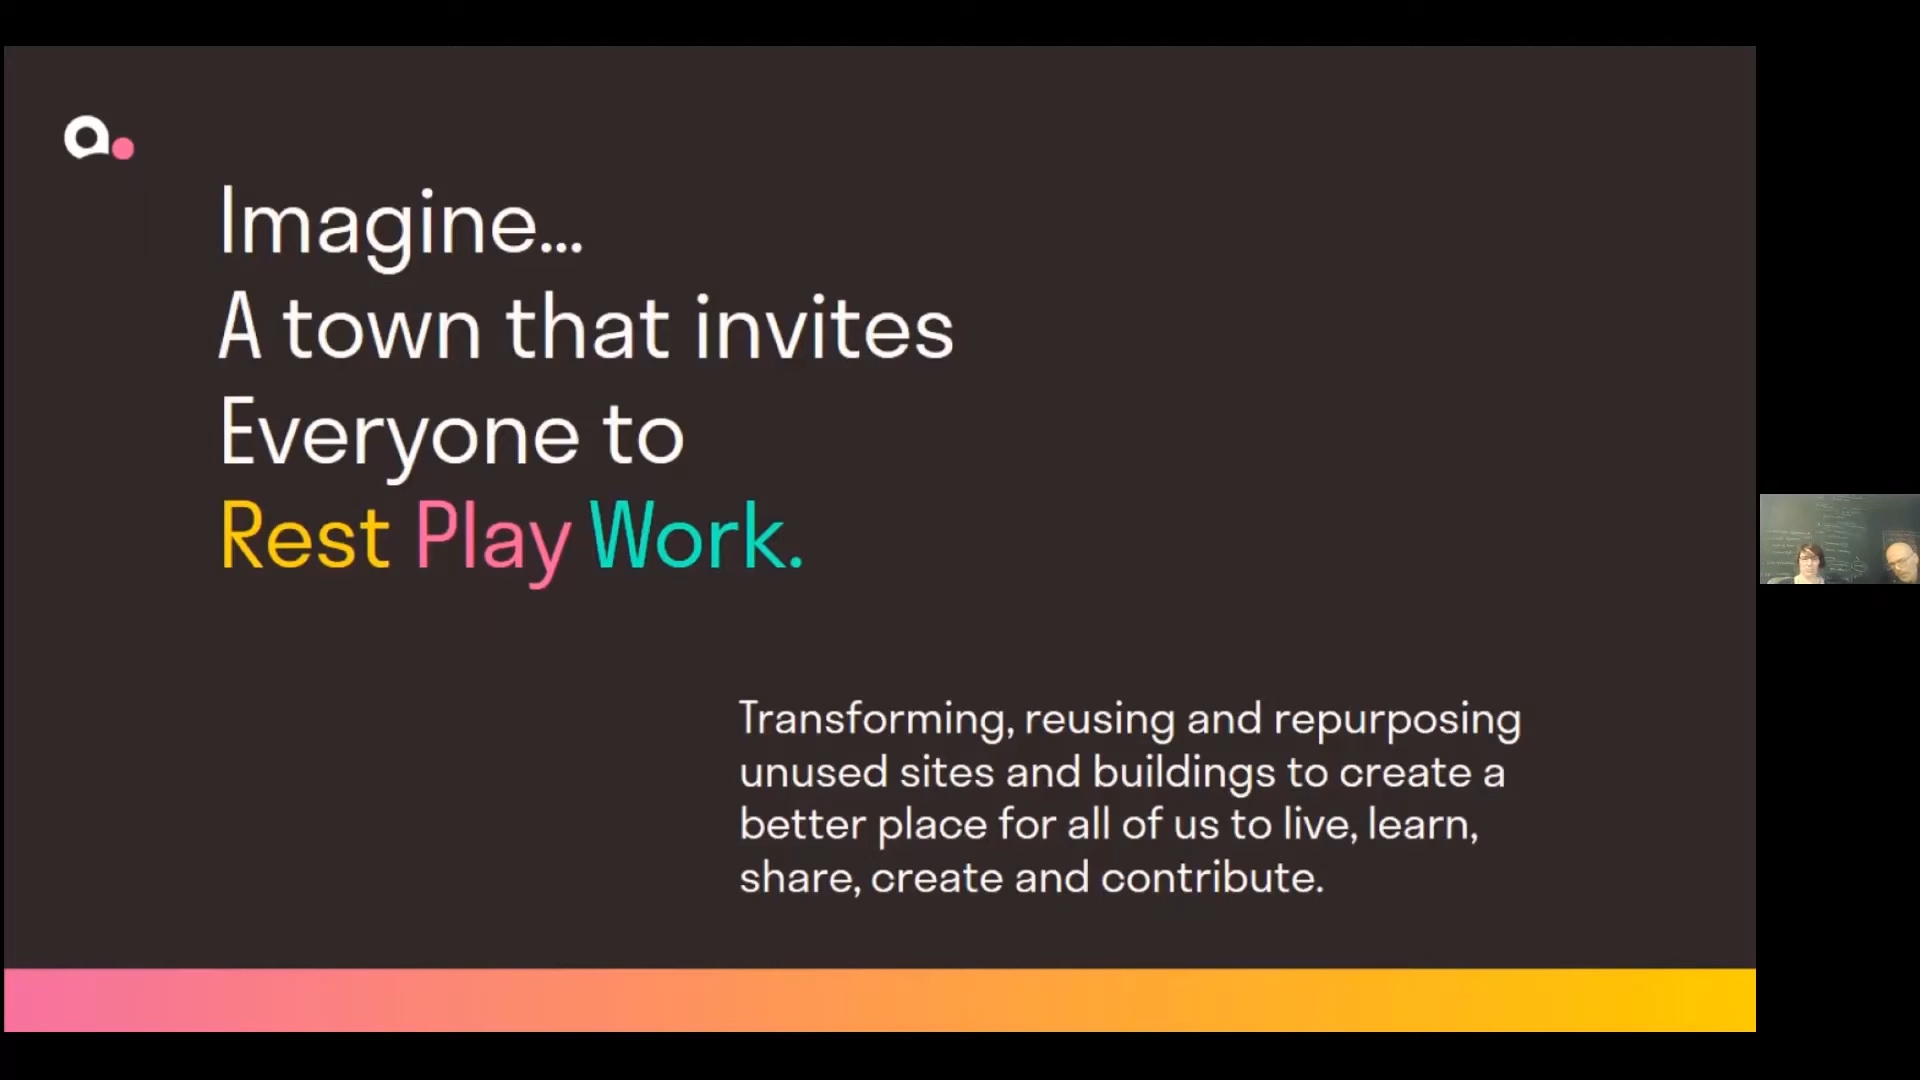 a.
Imagine...
A town that invites
Everyone to
Rest Play Work.
Transforming, reusing and repurposing
unused sites and buildings to create a
better place for all of us to live, learn,
share, create and contribute.